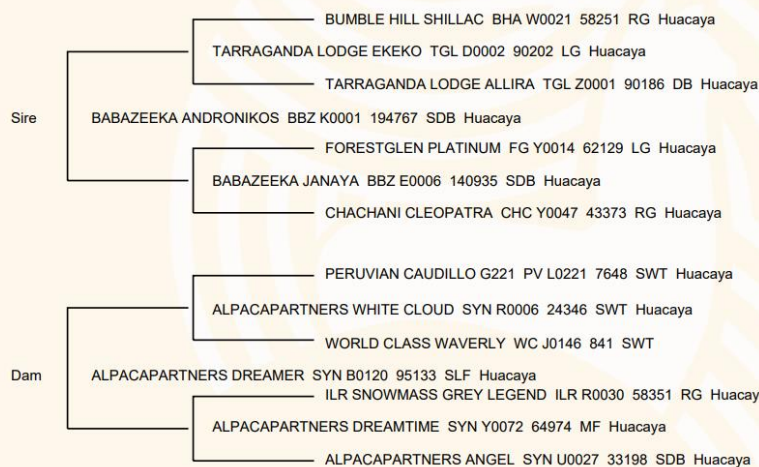 BUMBLE HILL SHILLAC BHA W0021 58251 RG Huacaya
TARRAGANDA LODGE EKEKO TGL D0002 90202 LG Huacaya
TARRAGANDA LODGE ALLIRA TGL Z0001 90186 DB Huacaya
Sire BABAZEEKA ANDRONIKOS BBZ K0001 194767 SDB Huacaya
FORESTGLEN PLATINUM FG Y0014 62129 LG Huacaya
BABAZEEKA JANAYA BBZ E0006 140935 SDB Huacaya
CHACHANI CLEOPATRA CHC Y0047 43373 RG Huacaya
PERUVIAN CAUDILLO G221 PV L0221 7648 SWT Huacaya
ALPACAPARTNERS WHITE CLOUD SYN R0006 24346 SWT Huacaya
WORLD CLASS WAVERLY WC J0146 841 SWT
Dam ALPACAPARTNERS DREAMER SYN B0120 95133 SLF Huacaya
ILR SNOWMASS GREY LEGEND ILR R0030 58351 RG Huacay
ALPACAPARTNERS DREAMTIME SYN Y0072 64974 MF Huacaya
ALPACAPARTNERS ANGEL SYN U0027 33198 SDB Huacaya